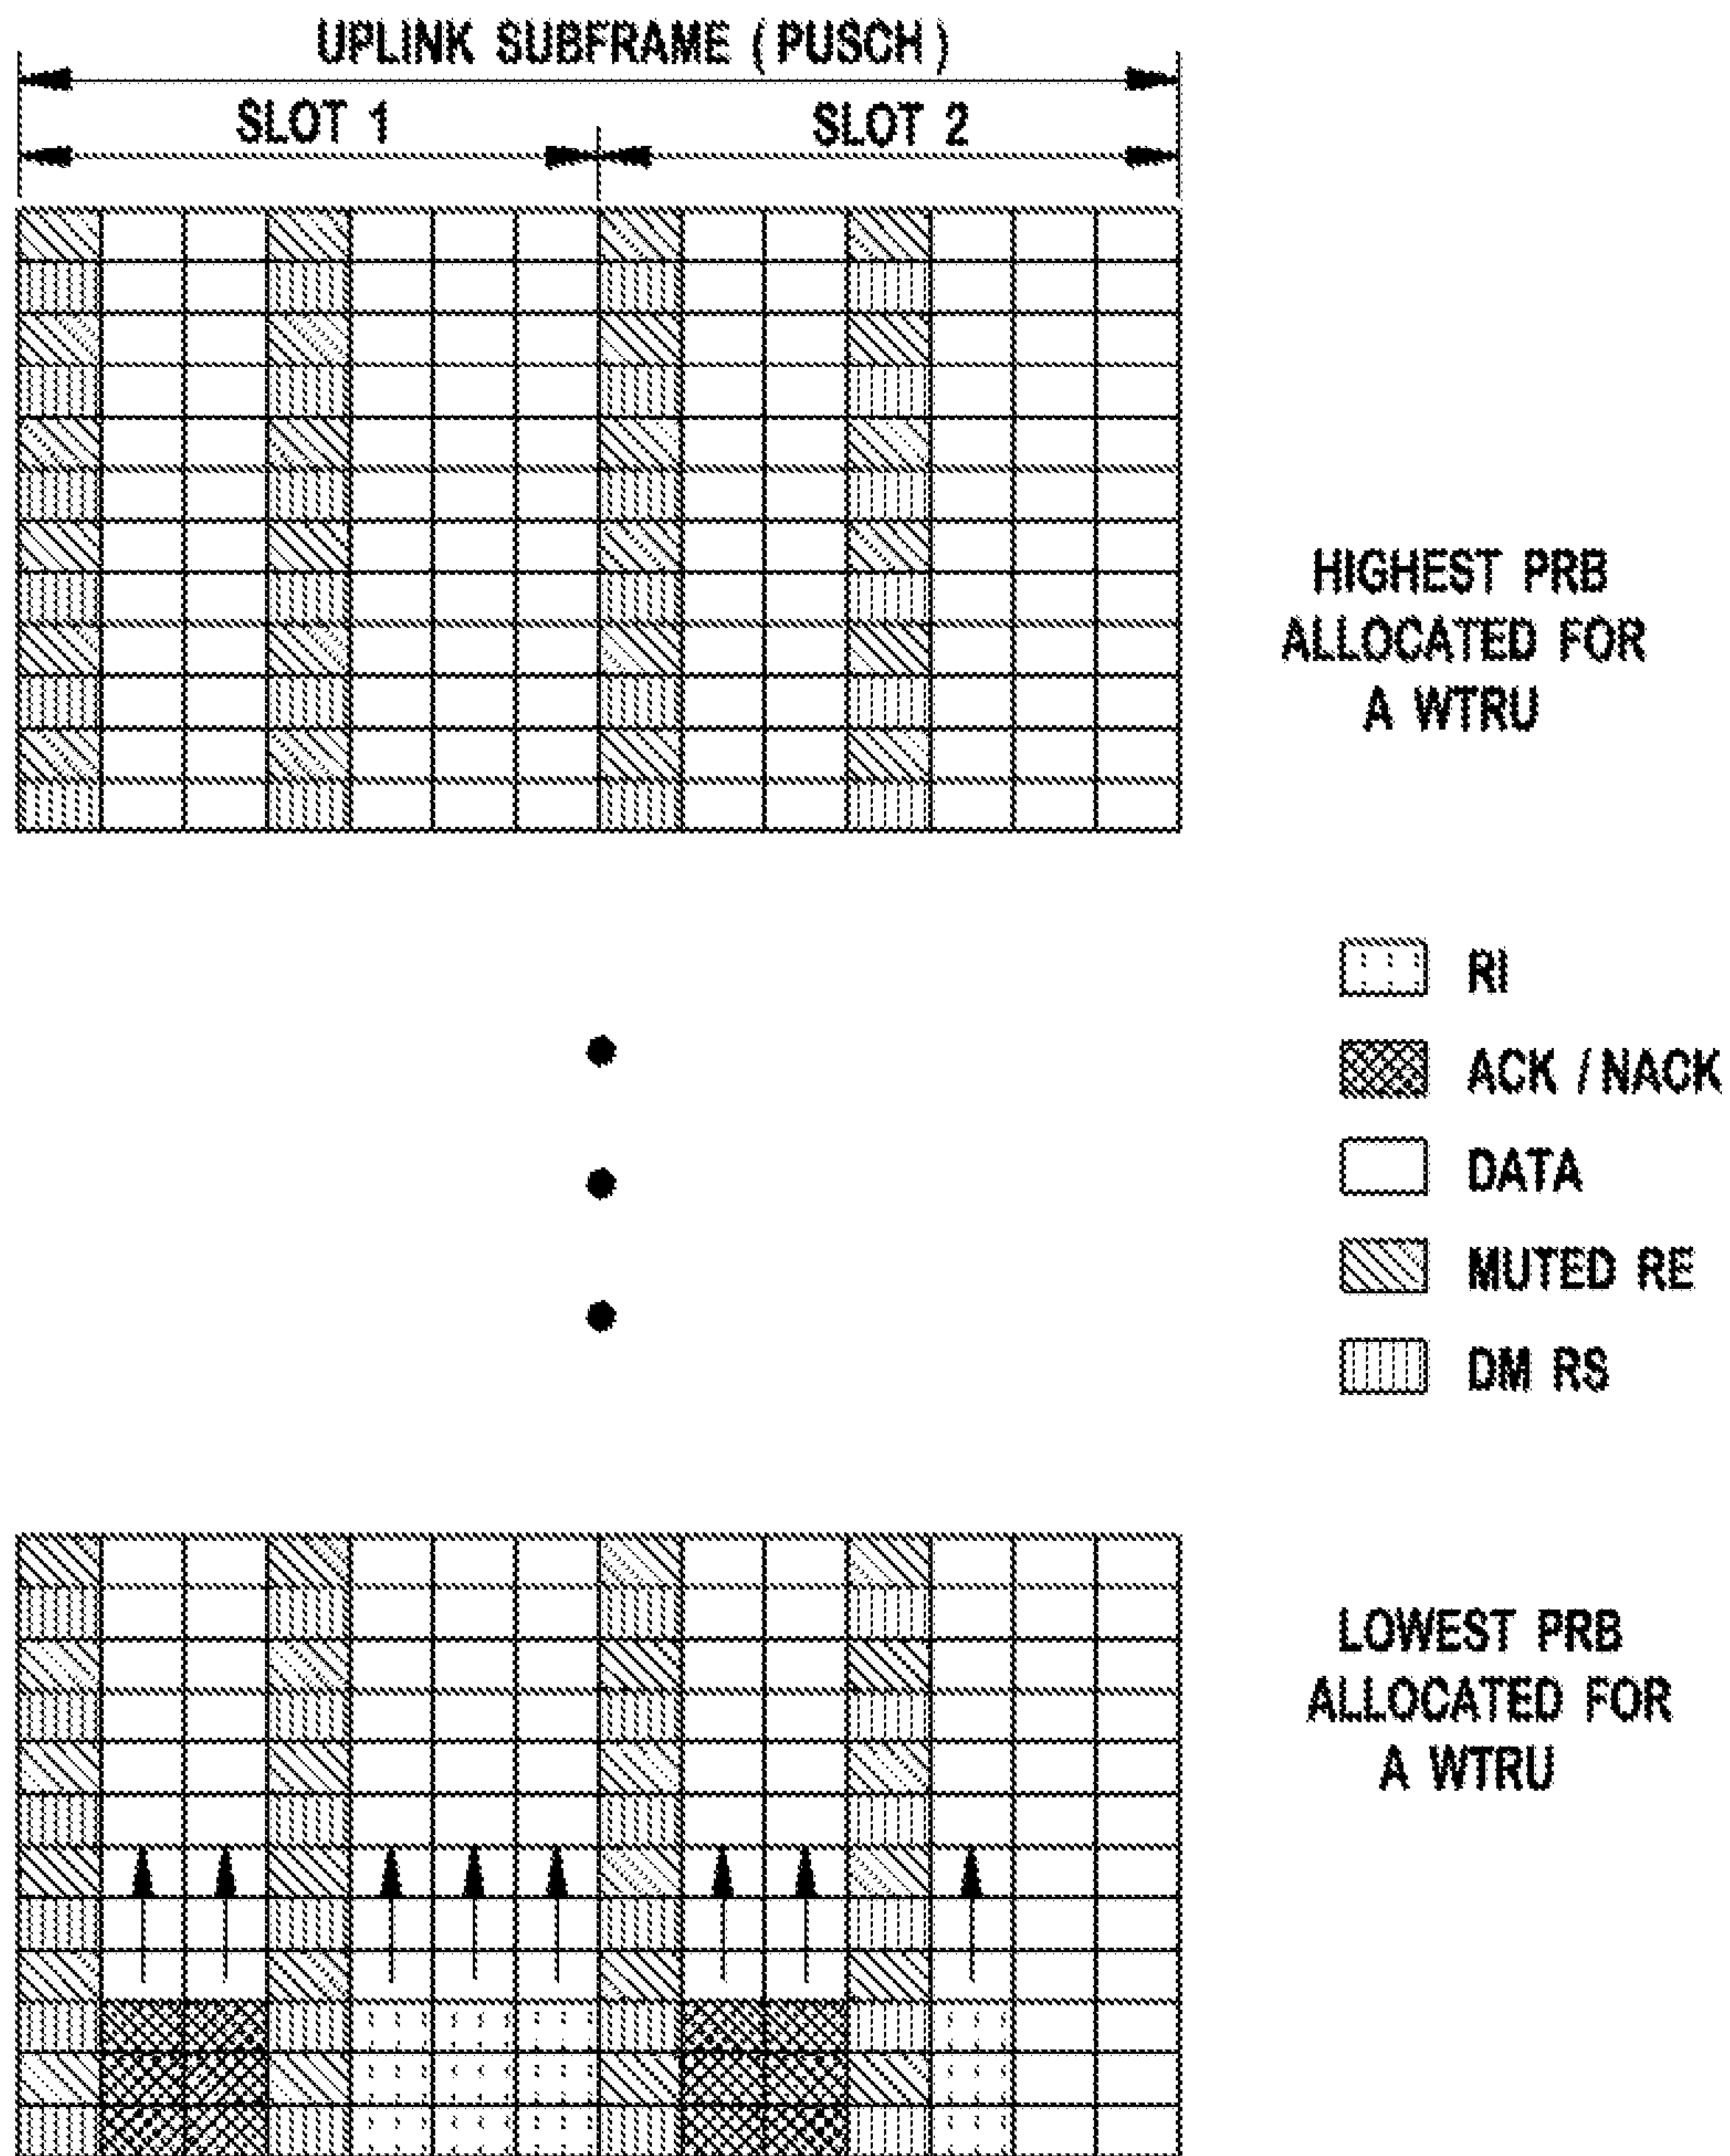 UPLINK SUBFRAME ( PUSCH )
SLOT 1
SLOT 2
HIGHEST PRB
ALLOCATED FOR
A WTRU
RI
ACK / NACK
DATA
MUTED RE
DM RS
LOWEST PRB
ALLOCATED FOR
A WTRU